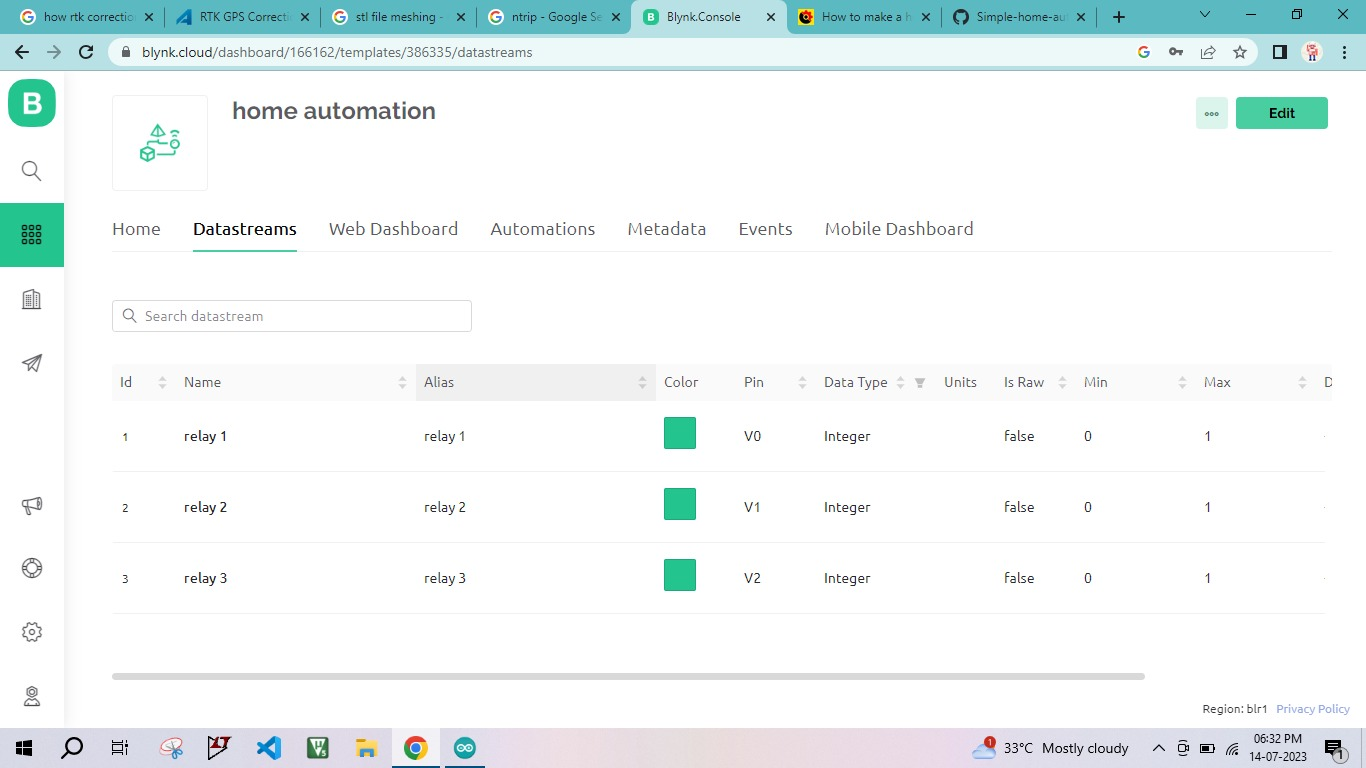 how rtk correctio
RTK GPS Correcti
stl file meshing -
ntrip - Google Se
Blynk.Console
How to make a h
Simple-home-au
blynk.cloud/dashboard/166162/templates/386335/datastreams
B
home automation
Edit
Home Datastreams Web Dashboard Automations Metadata Events Mobile Dashboard
Search datastream
Id Name Alias Color Pin Data Type Units Is Raw Min Max D
1 relay 1 relay 1 V0 Integer false 0 1
2 relay 2 relay 2 V1 Integer false 0 1
3 relay 3 relay 3 V2 Integer false 0 1
Region: blr1 Privacy Policy
1 33°C Mostly cloudy
06:32 PM
14-07-2023
1